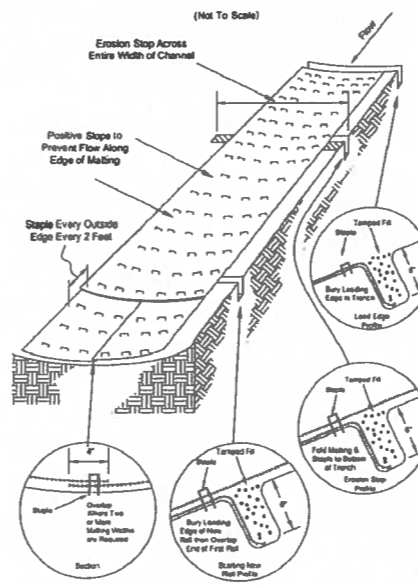 (Not To Scale)
Flow
Erosion Stop Across
Entire Width of Channel
Positive Slope to
Prevent Flow Along
Edge of Matting
Staple Every Outside
Edge Every 2 Feet
Tamped Fill
Staple
6"
Bury Leading
Edge in Trench
Lead Edge
Profile
Tamped Fill
Staple
6"
Fold Matting &
Staple to Bottom
of Trench
Erosion Stop
Profile
4"
Staple
Overlap
Where Two
or More
Matting Widths
are Required
Section
Tamped Fill
Staple
6"
Bury Leading
Edge of New
Roll then Overlap
End of First Roll
Starting New
Roll Profile